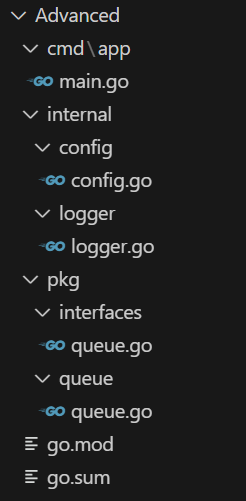 Advanced
cmd\app
GO main.go
internal
config
GO config.go
logger
GO logger.go
pkg
interfaces
GO queue.go
queue
GO queue.go
go.mod
go.sum